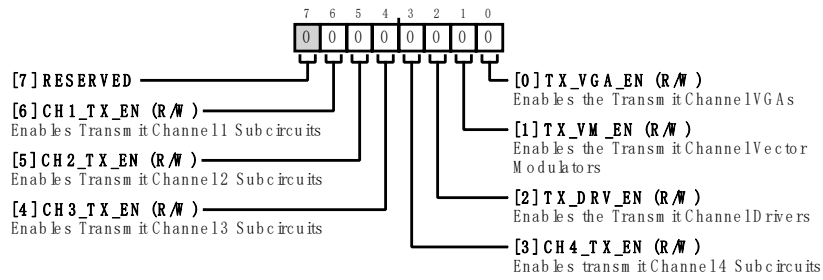 7 6 5 4 3 2 1 0
0 0 0 0 0 0 0 0
[7] RESERVED
[6] CH1_TX_EN (R/W)
Enables Transmit Channel 1 Subcircuits
[5] CH2_TX_EN (R/W)
Enables Transmit Channel 2 Subcircuits
[4] CH3_TX_EN (R/W)
Enables Transmit Channel 3 Subcircuits
[0] TX_VGA_EN (R/W)
Enables the Transmit Channel VGAs
[1] TX_VM_EN (R/W)
Enables the Transmit Channel Vector
Modulators
[2] TX_DRV_EN (R/W)
Enables the Transmit Channel Drivers
[3] CH4_TX_EN (R/W)
Enables transmit Channel 4 Subcircuits